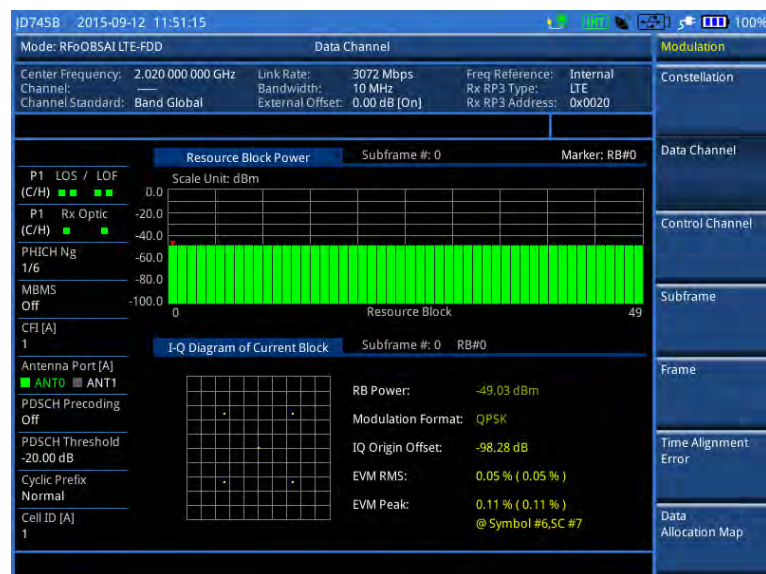 JD745B 2015-09-12 11:51:15 INT 100%
Mode: RFoOBSAI LTE-FDD Data Channel
Center Frequency: 2.020 000 000 GHz Link Rate: 3072 Mbps Freq Reference: Internal
Channel: ---- Bandwidth: 10 MHz Rx RP3 Type: LTE
Channel Standard: Band Global External Offset: 0.00 dB [On] Rx RP3 Address: 0x0020
P1 LOS / LOF
(C/H)
P1 Rx Optic
(C/H)
PHICH Ng
1/6
MBMS
Off
CFI [A]
1
Antenna Port [A]
ANT0 ANT1
PDSCH Precoding
Off
PDSCH Threshold
-20.00 dB
Cyclic Prefix
Normal
Cell ID [A]
1
Resource Block Power Subframe #: 0 Marker: RB#0
Scale Unit: dBm
0.0
-20.0
-40.0
-60.0
-80.0
-100.0
0 Resource Block 49
I-Q Diagram of Current Block Subframe #: 0 RB#0
RB Power: -49.03 dBm
Modulation Format: QPSK
IQ Origin Offset: -98.28 dB
EVM RMS: 0.05 % ( 0.05 % )
EVM Peak: 0.11 % ( 0.11 % )
@ Symbol #6,SC #7
Modulation
Constellation
Data Channel
Control Channel
Subframe
Frame
Time Alignment
Error
Data
Allocation Map